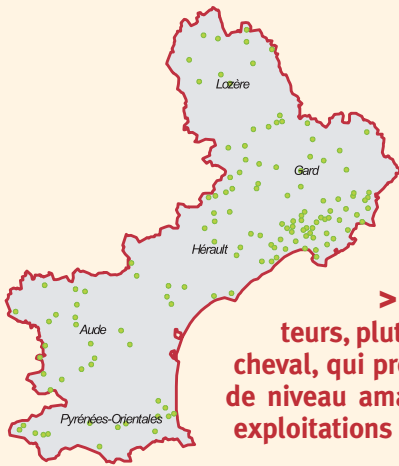 Lozère
Gard
Hérault
Aude
Pyrénées-Orientales
>
teurs, plut
cheval, qui pr
de niveau ama
exploitations